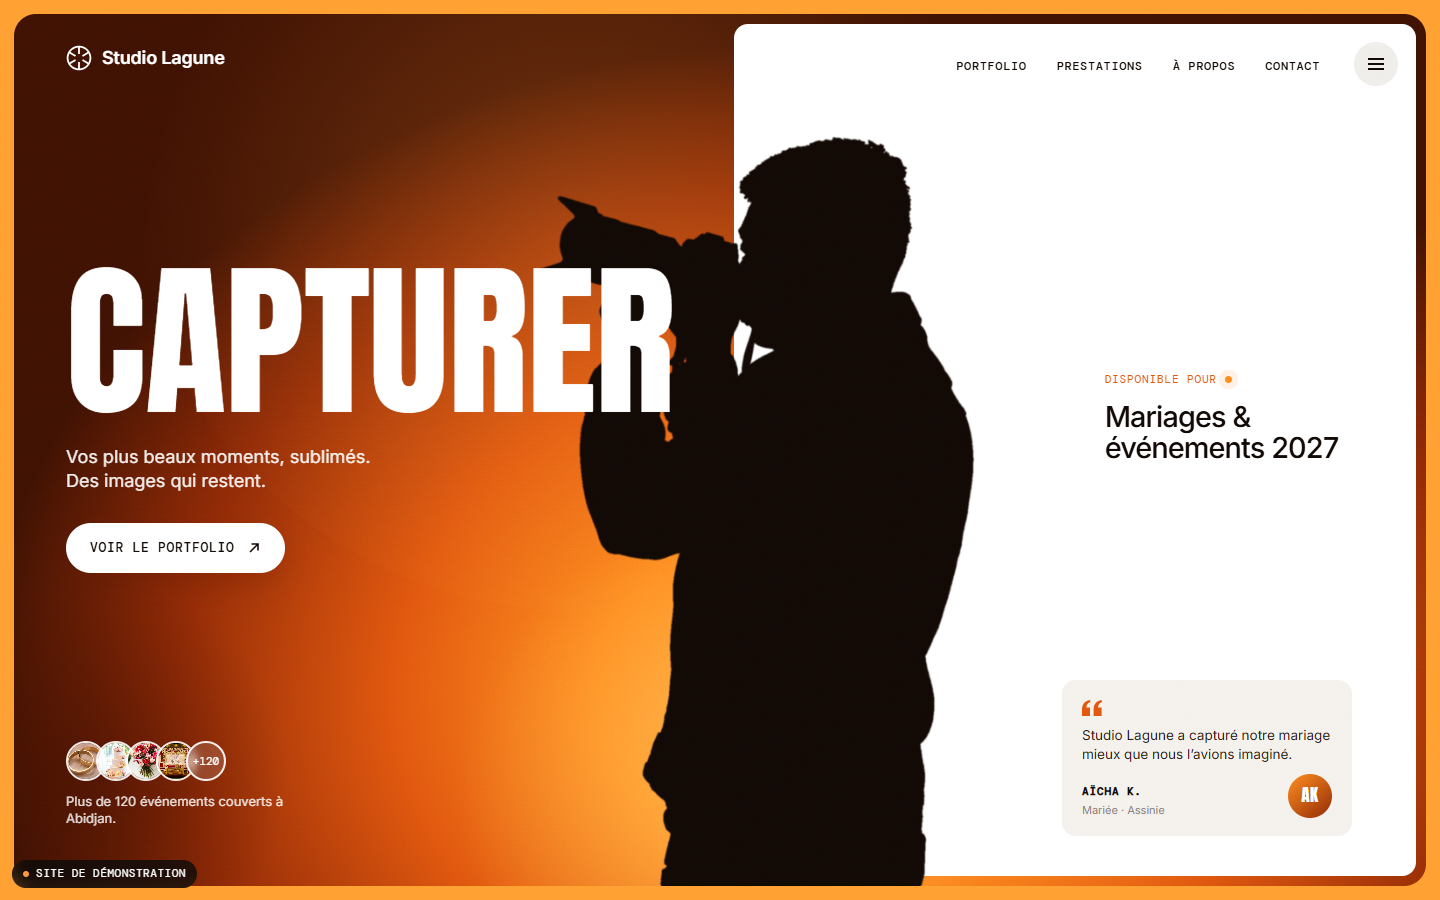 Studio Lagune
PORTFOLIO
PRESTATIONS
À PROPOS
CONTACT
CAPTURER
Vos plus beaux moments, sublimés.
Des images qui restent.
VOIR LE PORTFOLIO
DISPONIBLE POUR
Mariages &
événements 2027
Studio Lagune a capturé notre mariage
mieux que nous l’avions imaginé.
AÏCHA K.
Mariée · Assinie
AK
+120
Plus de 120 événements couverts à
Abidjan.
SITE DE DÉMONSTRATION